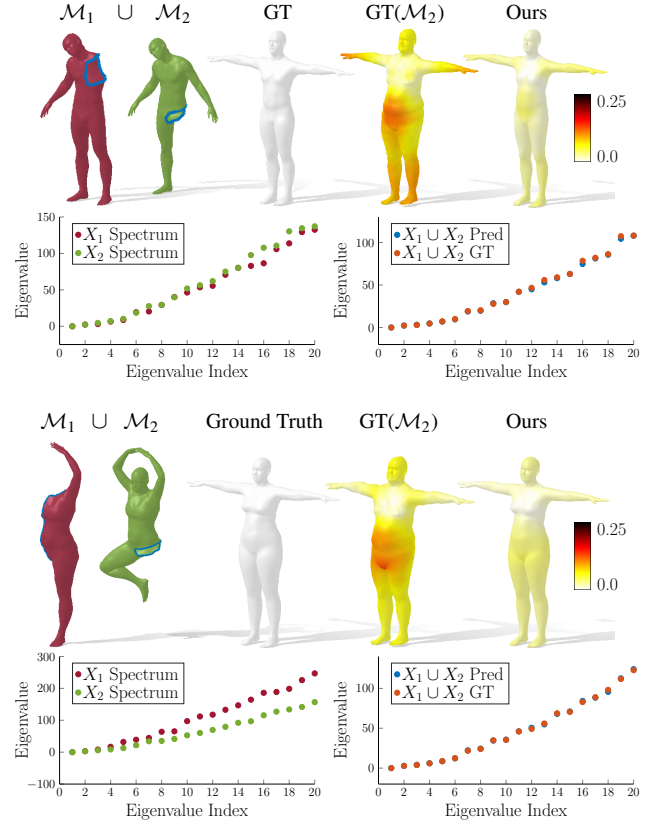 M₁ ∪ M₂ GT GT(M₂) Ours
0.25
0.0
150
100
50
0
Eigenvalue
X₁ Spectrum
X₂ Spectrum
0 2 4 6 8 10 12 14 16 18 20
Eigenvalue Index
100
50
0
Eigenvalue
X₁ ∪ X₂ Pred
X₁ ∪ X₂ GT
0 2 4 6 8 10 12 14 16 18 20
Eigenvalue Index
M₁ ∪ M₂ Ground Truth GT(M₂) Ours
0.25
0.0
300
200
100
0
−100
Eigenvalue
X₁ Spectrum
X₂ Spectrum
0 2 4 6 8 10 12 14 16 18 20
Eigenvalue Index
100
50
0
Eigenvalue
X₁ ∪ X₂ Pred
X₁ ∪ X₂ GT
0 2 4 6 8 10 12 14 16 18 20
Eigenvalue Index